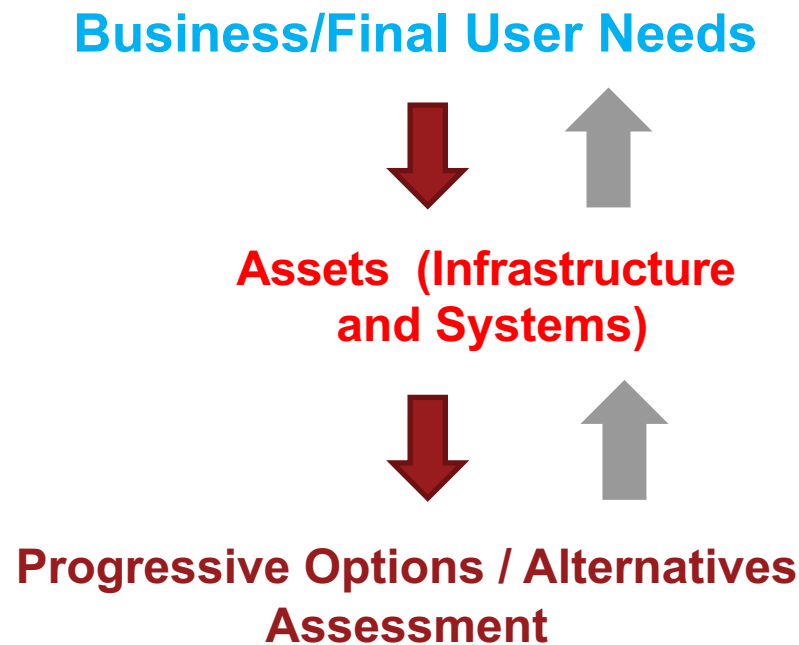 Business/Final User Needs
Assets (Infrastructure
and Systems)
Progressive Options / Alternatives
Assessment